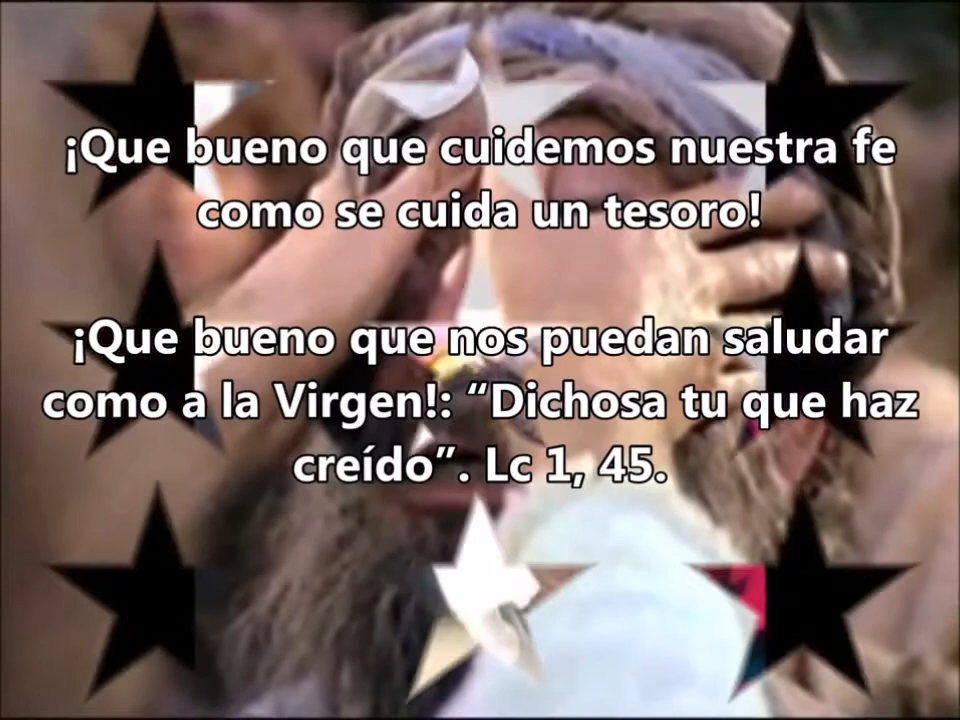 ¡Que bueno que cuidemos nuestra fe
como se cuida un tesoro!
¡Que bueno que nos puedan saludar
como a la Virgen!: “Dichosa tu que haz
creído”. Lc 1, 45.